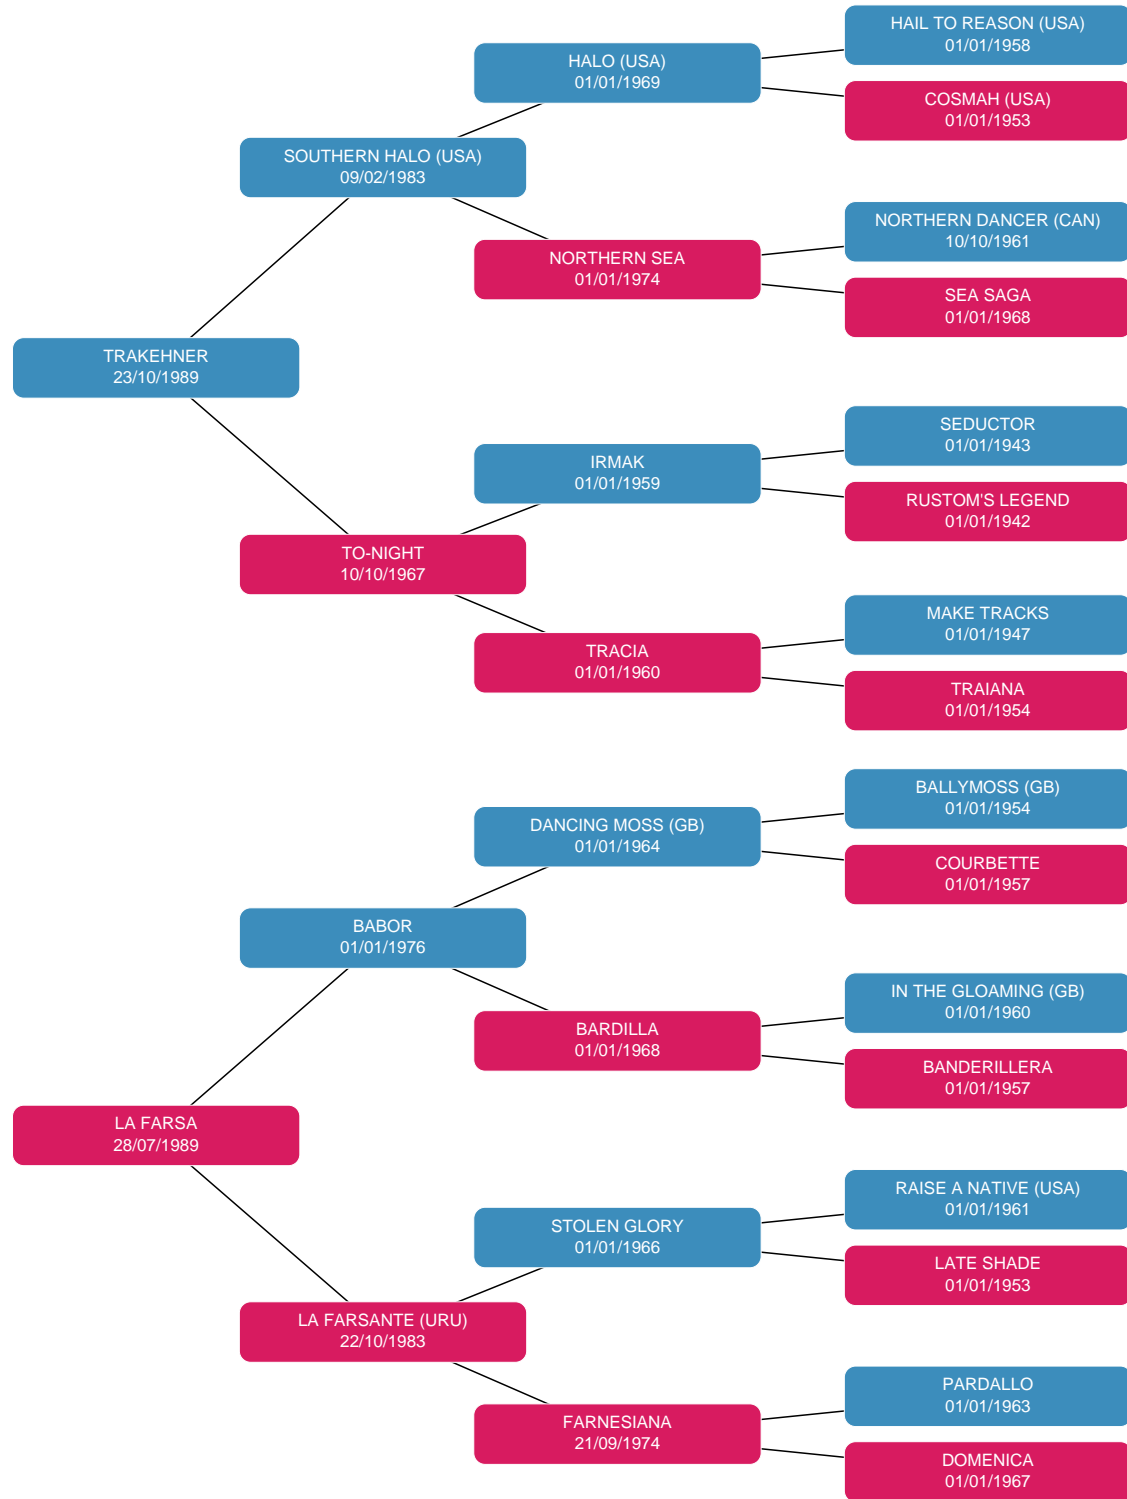 HAIL TO REASON (USA)
01/01/1958
HALO (USA)
01/01/1969
COSMAH (USA)
01/01/1953
SOUTHERN HALO (USA)
09/02/1983
NORTHERN DANCER (CAN)
10/10/1961
NORTHERN SEA
01/01/1974
SEA SAGA
01/01/1968
TRAKEHNER
23/10/1989
SEDUCTOR
01/01/1943
IRMAK
01/01/1959
RUSTOM'S LEGEND
01/01/1942
TO-NIGHT
10/10/1967
MAKE TRACKS
01/01/1947
TRACIA
01/01/1960
TRAIANA
01/01/1954
BALLYMOSS (GB)
01/01/1954
DANCING MOSS (GB)
01/01/1964
COURBETTE
01/01/1957
BABOR
01/01/1976
IN THE GLOAMING (GB)
01/01/1960
BARDILLA
01/01/1968
BANDERILLERA
01/01/1957
LA FARSA
28/07/1989
RAISE A NATIVE (USA)
01/01/1961
STOLEN GLORY
01/01/1966
LATE SHADE
01/01/1953
LA FARSANTE (URU)
22/10/1983
PARDALLO
01/01/1963
FARNESIANA
21/09/1974
DOMENICA
01/01/1967